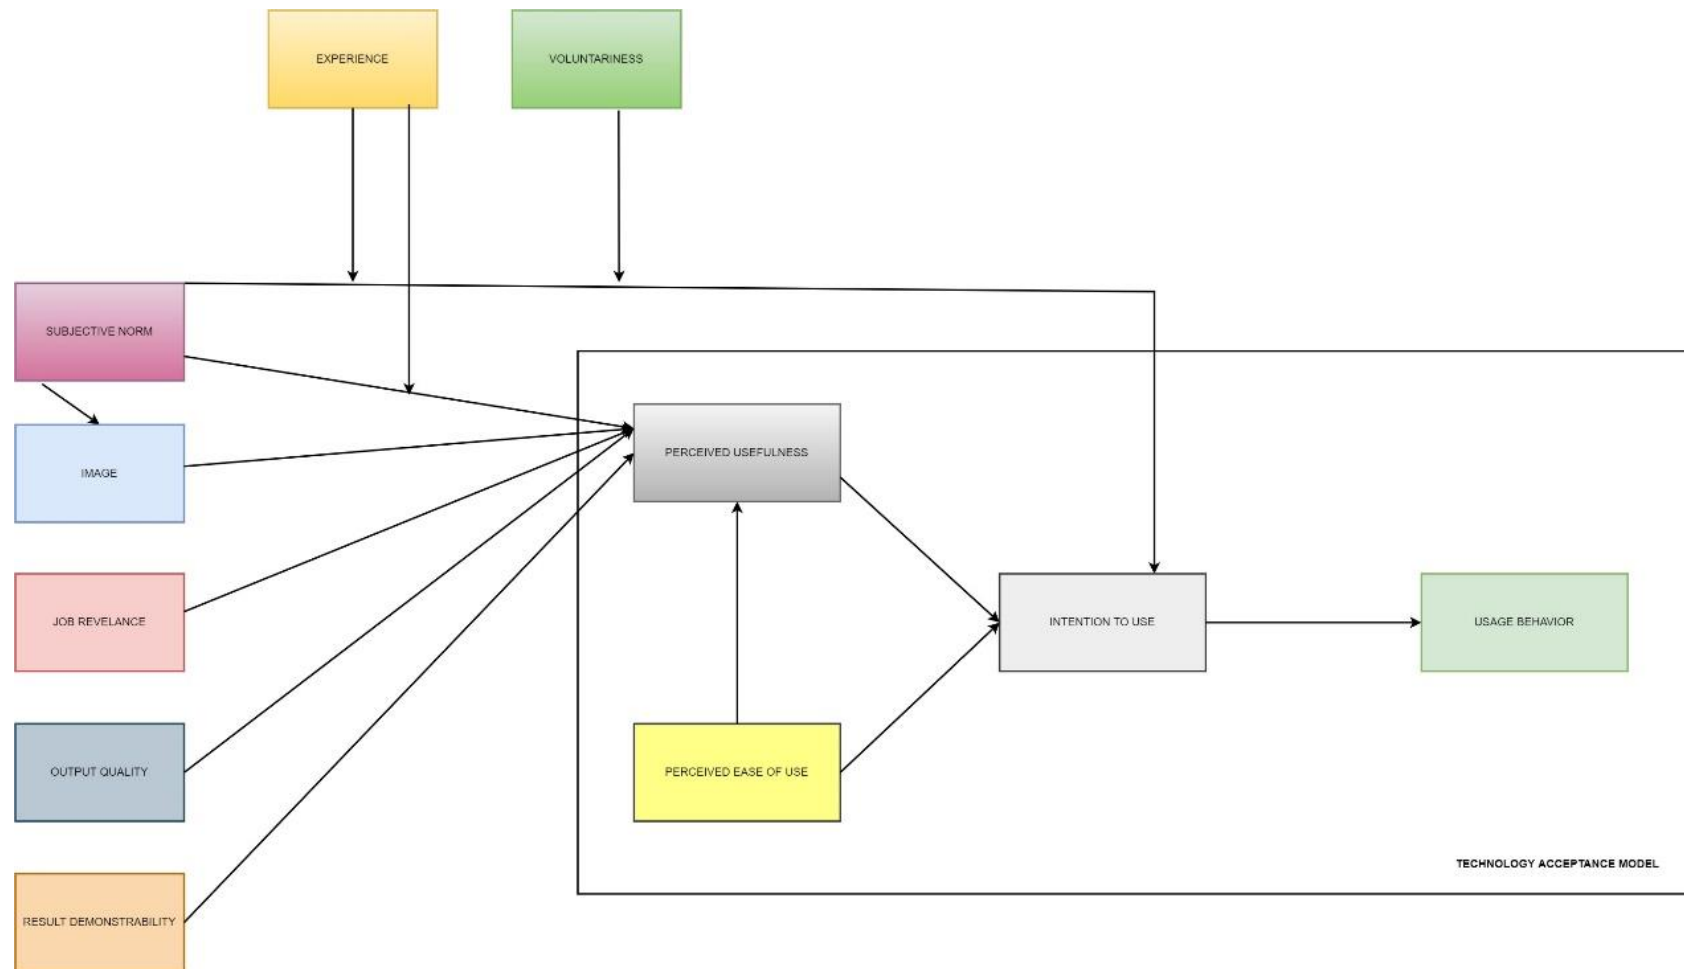 EXPERIENCE
VOLUNTARINESS
SUBJECTIVE NORM
IMAGE
PERCEIVED USEFULNESS
JOB REVELANCE
INTENTION TO USE
USAGE BEHAVIOR
OUTPUT QUALITY
PERCEIVED EASE OF USE
TECHNOLOGY ACCEPTANCE MODEL
RESULT DEMONSTRABILITY